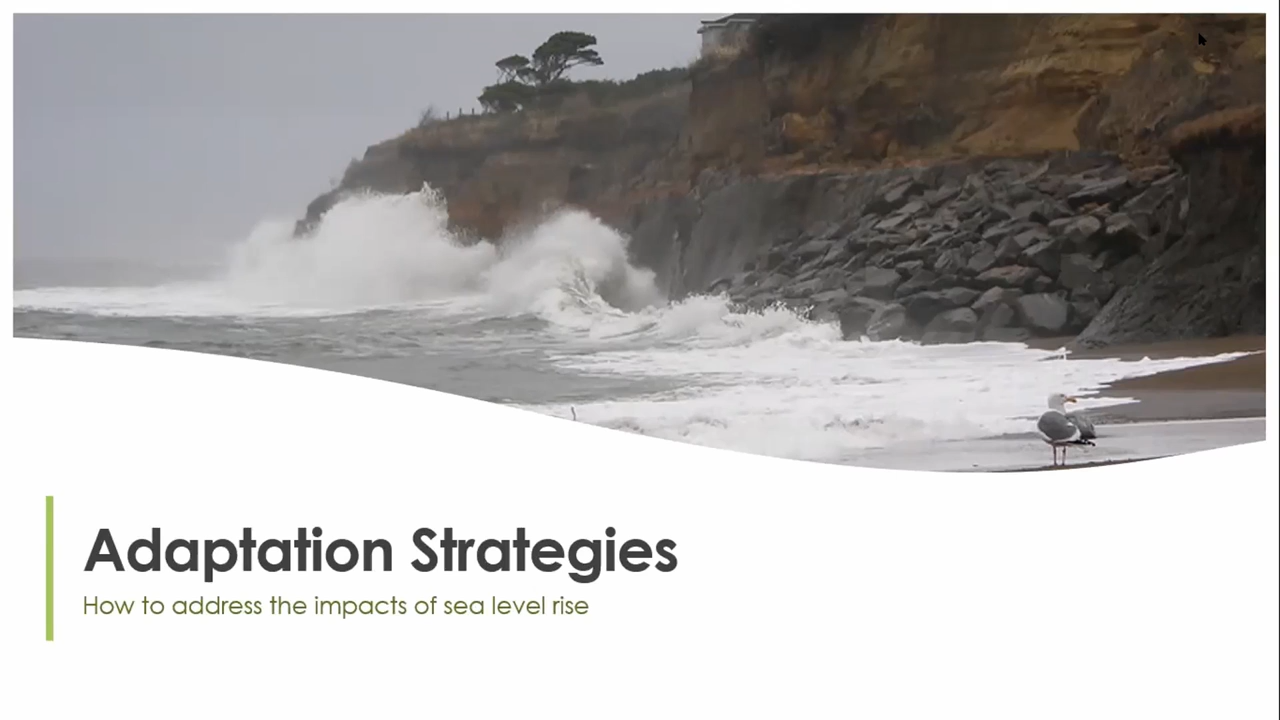 Adaptation Strategies
How to address the impacts of sea level rise